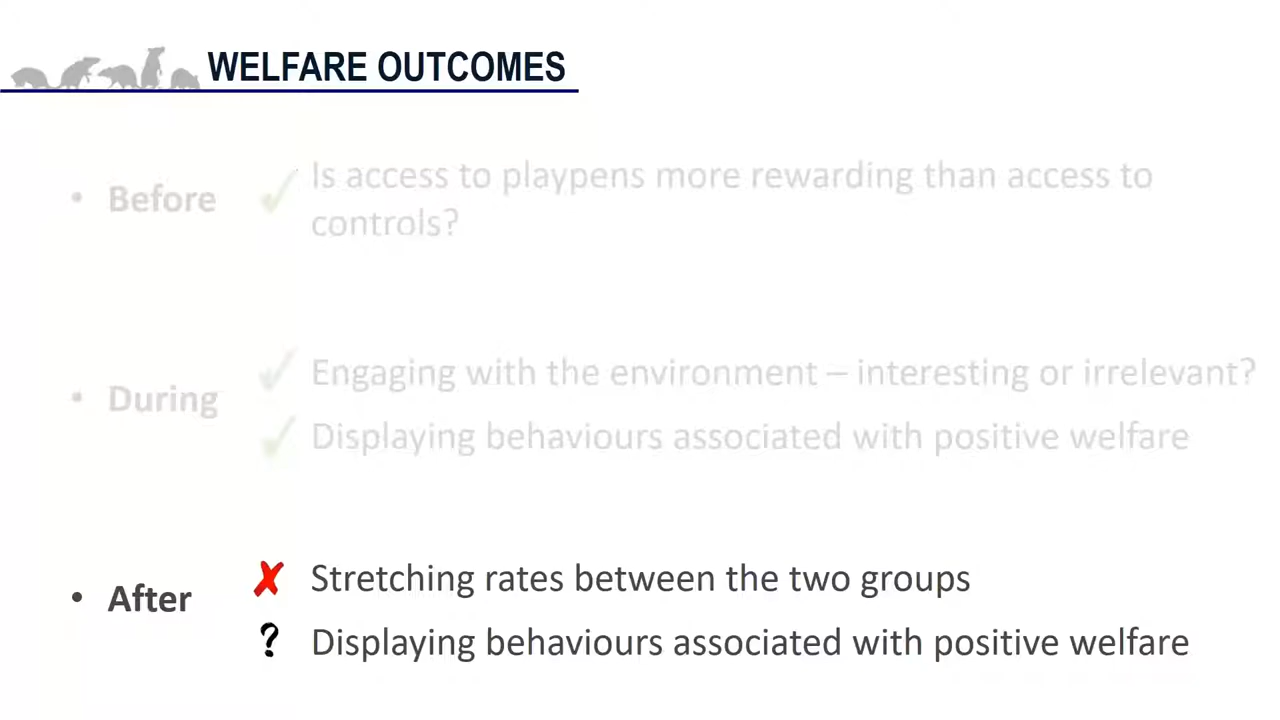 WELFARE OUTCOMES
• Before ✓ Is access to playpens more rewarding than access to
controls?
• During
✓ Engaging with the environment – interesting or irrelevant?
✓ Displaying behaviours associated with positive welfare
• After
✗ Stretching rates between the two groups
? Displaying behaviours associated with positive welfare